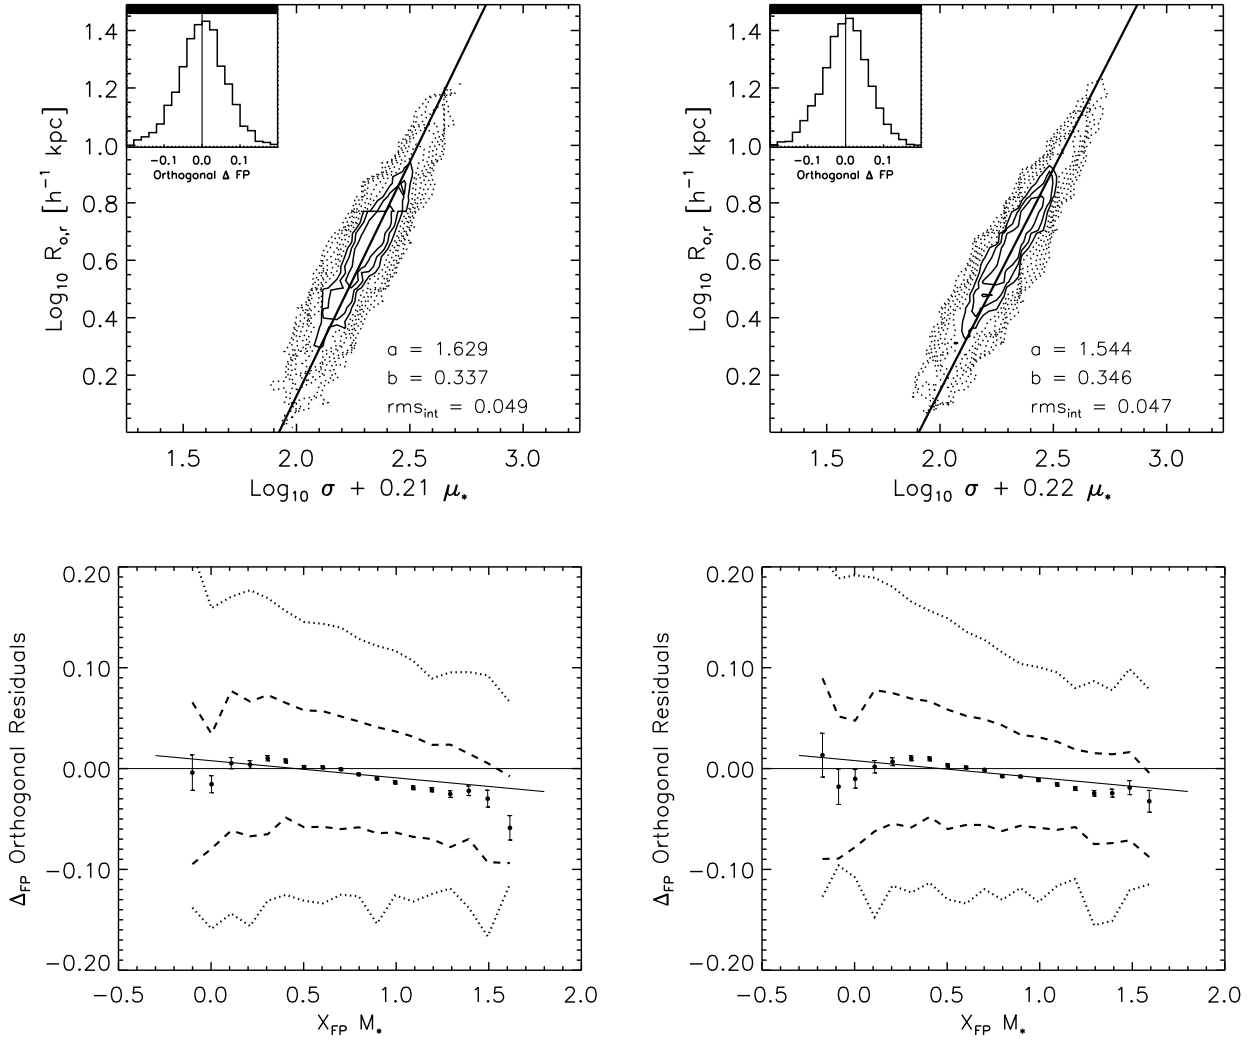 1.4
1.2
1.0
0.8
0.6
0.4
0.2
Log₁₀ R₀,ᵣ [h⁻¹ kpc]
−0.1 0.0 0.1
Orthogonal Δ FP
a = 1.629
b = 0.337
rms_int = 0.049
1.5 2.0 2.5 3.0
Log₁₀ σ + 0.21 μ*
1.4
1.2
1.0
0.8
0.6
0.4
0.2
Log₁₀ R₀,ᵣ [h⁻¹ kpc]
−0.1 0.0 0.1
Orthogonal Δ FP
a = 1.544
b = 0.346
rms_int = 0.047
1.5 2.0 2.5 3.0
Log₁₀ σ + 0.22 μ*
0.20
0.10
0.00
−0.10
−0.20
Δ_FP Orthogonal Residuals
−0.5 0.0 0.5 1.0 1.5 2.0
X_FP M*
0.20
0.10
0.00
−0.10
−0.20
Δ_FP Orthogonal Residuals
−0.5 0.0 0.5 1.0 1.5 2.0
X_FP M*